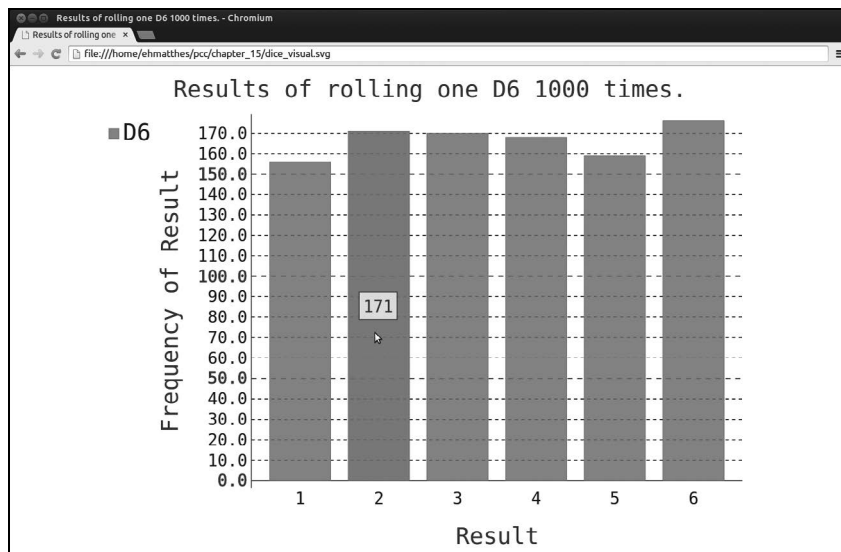 Results of rolling one D6 1000 times. - Chromium
Results of rolling one
file:///home/ehmatthes/pcc/chapter_15/dice_visual.svg
Results of rolling one D6 1000 times.
D6
Frequency of Result
170.0
160.0
150.0
140.0
130.0
120.0
110.0
100.0
90.0
80.0
70.0
60.0
50.0
40.0
30.0
20.0
10.0
0.0
171
1 2 3 4 5 6
Result